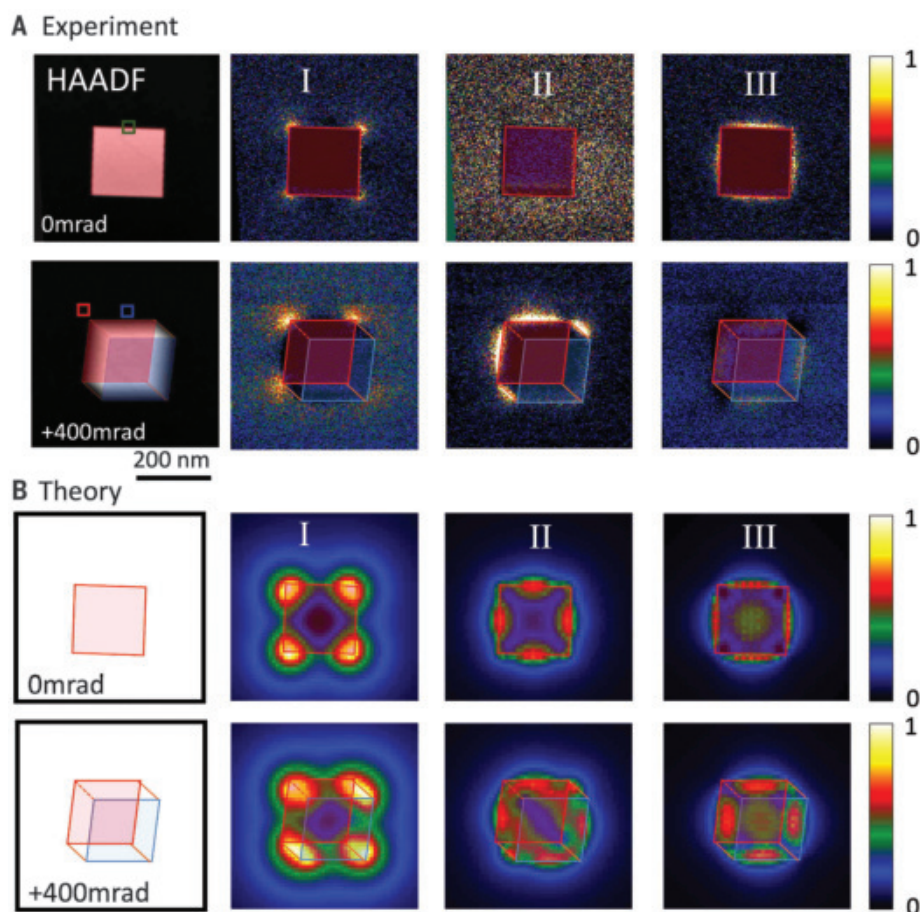 A Experiment
HAADF
I
II
III
1
0mrad
0
1
+400mrad
0
200 nm
B Theory
I
II
III
1
0mrad
0
1
+400mrad
0